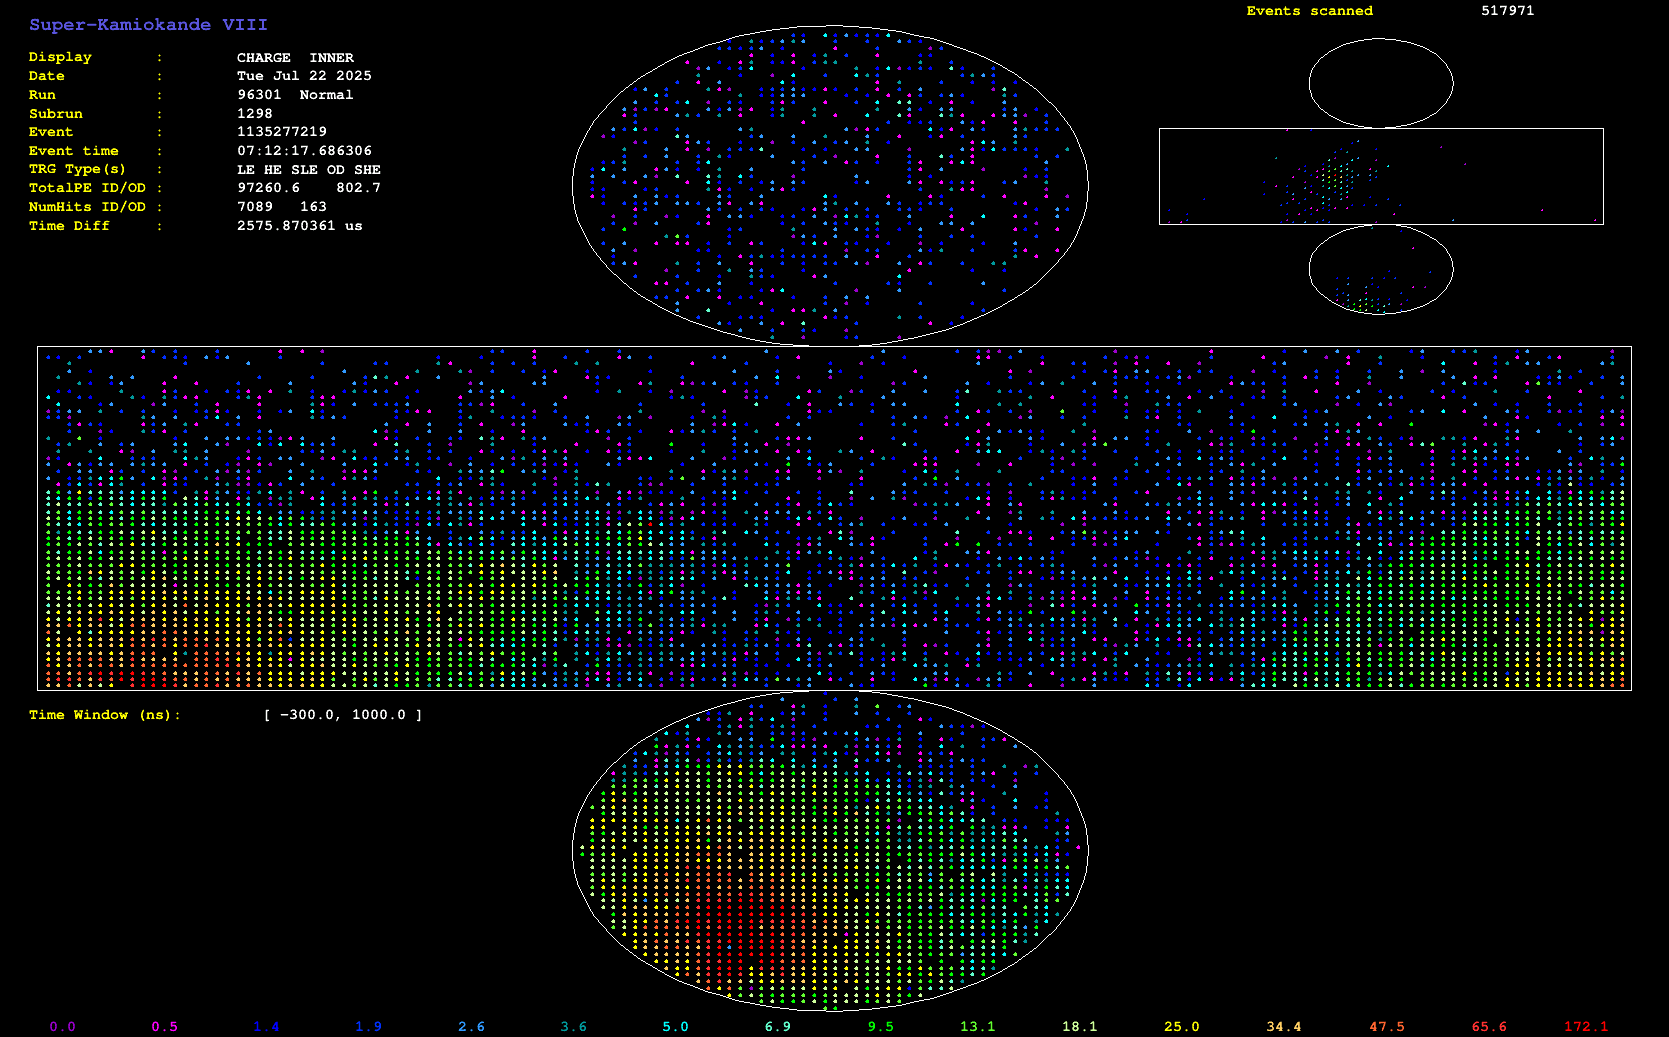 Super-Kamiokande VIII
Events scanned 517971
Display : CHARGE INNER
Date : Tue Jul 22 2025
Run : 96301 Normal
Subrun : 1298
Event : 1135277219
Event time : 07:12:17.686306
TRG Type(s) : LE HE SLE OD SHE
TotalPE ID/OD : 97260.6 802.7
NumHits ID/OD : 7089 163
Time Diff : 2575.870361 us
Time Window (ns): [ -300.0, 1000.0 ]
0.0 0.5 1.4 1.9 2.6 3.6 5.0 6.9 9.5 13.1 18.1 25.0 34.4 47.5 65.6 172.1